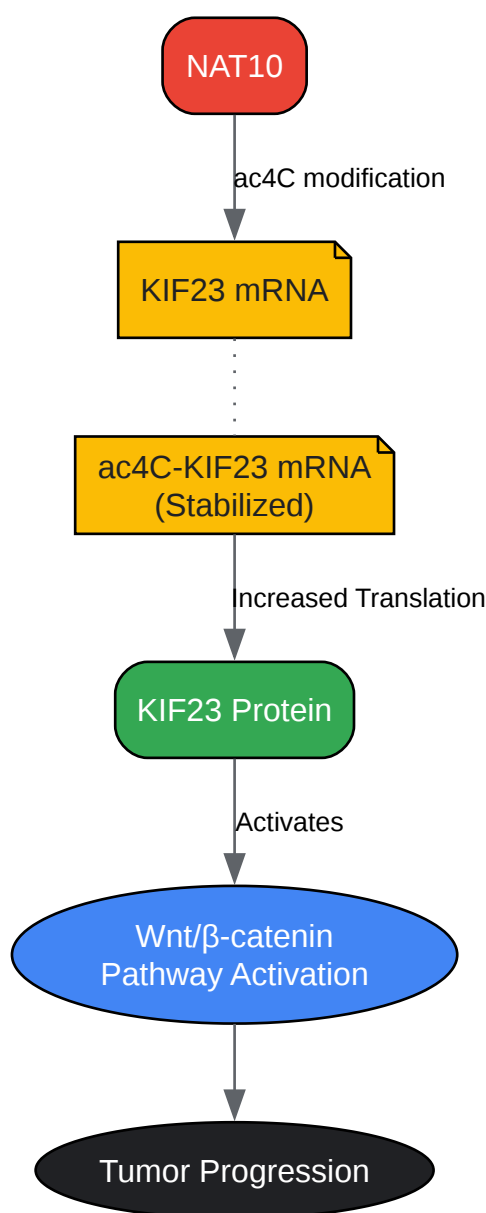 NAT10
ac4C modification
KIF23 mRNA
ac4C-KIF23 mRNA
(Stabilized)
Increased Translation
KIF23 Protein
Activates
Wnt/β-catenin
Pathway Activation
Tumor Progression